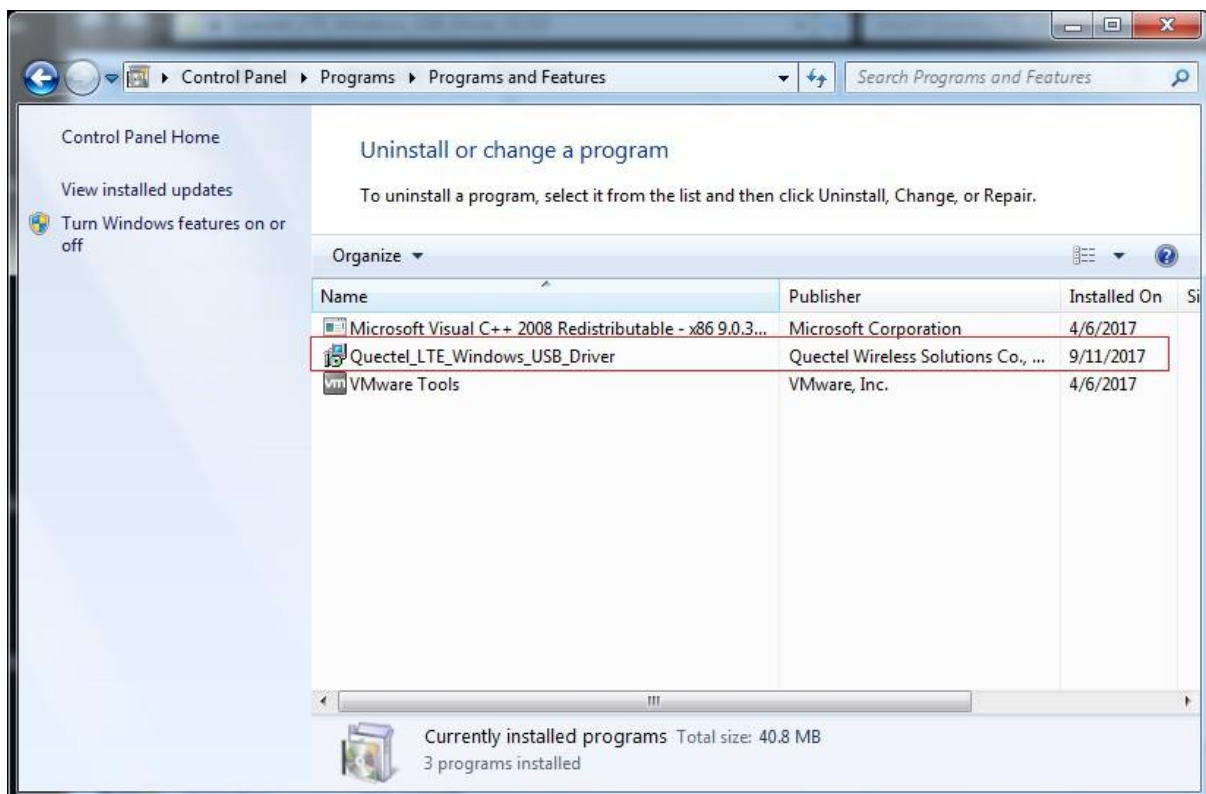 Control Panel ▸ Programs ▸ Programs and Features
Search Programs and Features
Control Panel Home
View installed updates
Turn Windows features on or
off
Uninstall or change a program
To uninstall a program, select it from the list and then click Uninstall, Change, or Repair.
Organize
Name Publisher Installed On Si
Microsoft Visual C++ 2008 Redistributable - x86 9.0.3... Microsoft Corporation 4/6/2017
Quectel_LTE_Windows_USB_Driver Quectel Wireless Solutions Co., ... 9/11/2017
vm VMware Tools VMware, Inc. 4/6/2017
Currently installed programs Total size: 40.8 MB
3 programs installed